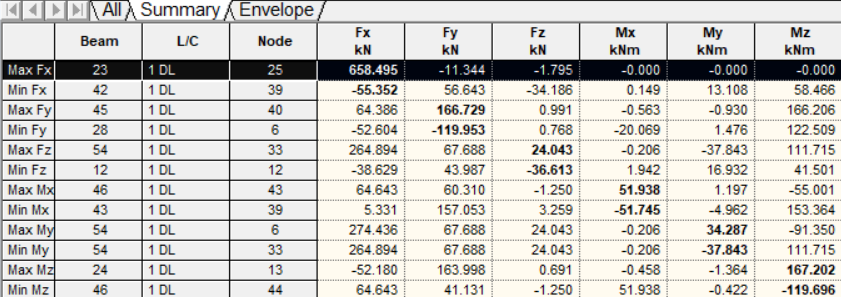 All Summary Envelope
Beam L/C Node Fx kN Fy kN Fz kN Mx kNm My kNm Mz kNm
Max Fx 23 1 DL 25 658.495 -11.344 -1.795 -0.000 -0.000 -0.000
Min Fx 42 1 DL 39 -55.352 56.643 -34.186 0.149 13.108 58.466
Max Fy 45 1 DL 40 64.386 166.729 0.991 -0.563 -0.930 166.206
Min Fy 28 1 DL 6 -52.604 -119.953 0.768 -20.069 1.476 122.509
Max Fz 54 1 DL 33 264.894 67.688 24.043 -0.206 -37.843 111.715
Min Fz 12 1 DL 12 -38.629 43.987 -36.613 1.942 16.932 41.501
Max Mx 46 1 DL 43 64.643 60.310 -1.250 51.938 1.197 -55.001
Min Mx 43 1 DL 39 5.331 157.053 3.259 -51.745 -4.962 153.364
Max My 54 1 DL 6 274.436 67.688 24.043 -0.206 34.287 -91.350
Min My 54 1 DL 33 264.894 67.688 24.043 -0.206 -37.843 111.715
Max Mz 24 1 DL 13 -52.180 163.998 0.691 -0.458 -1.364 167.202
Min Mz 46 1 DL 44 64.643 41.131 -1.250 51.938 -0.422 -119.696